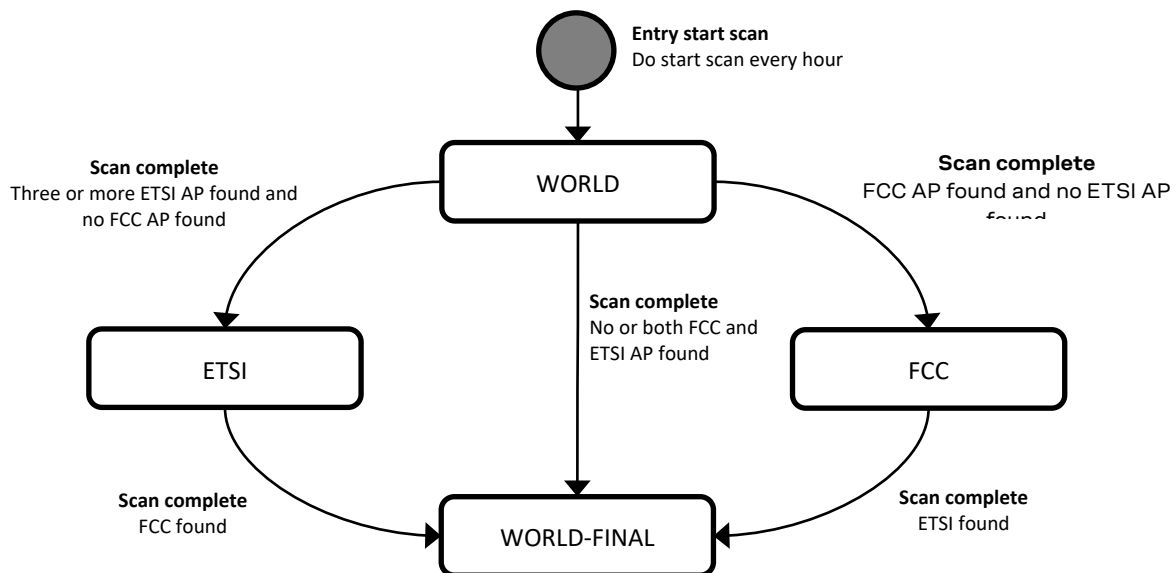 Entry start scan
Do start scan every hour
WORLD
Scan complete
Three or more ETSI AP found and
no FCC AP found
Scan complete
FCC AP found and no ETSI AP
found
Scan complete
No or both FCC and
ETSI AP found
ETSI
FCC
Scan complete
FCC found
Scan complete
ETSI found
WORLD-FINAL